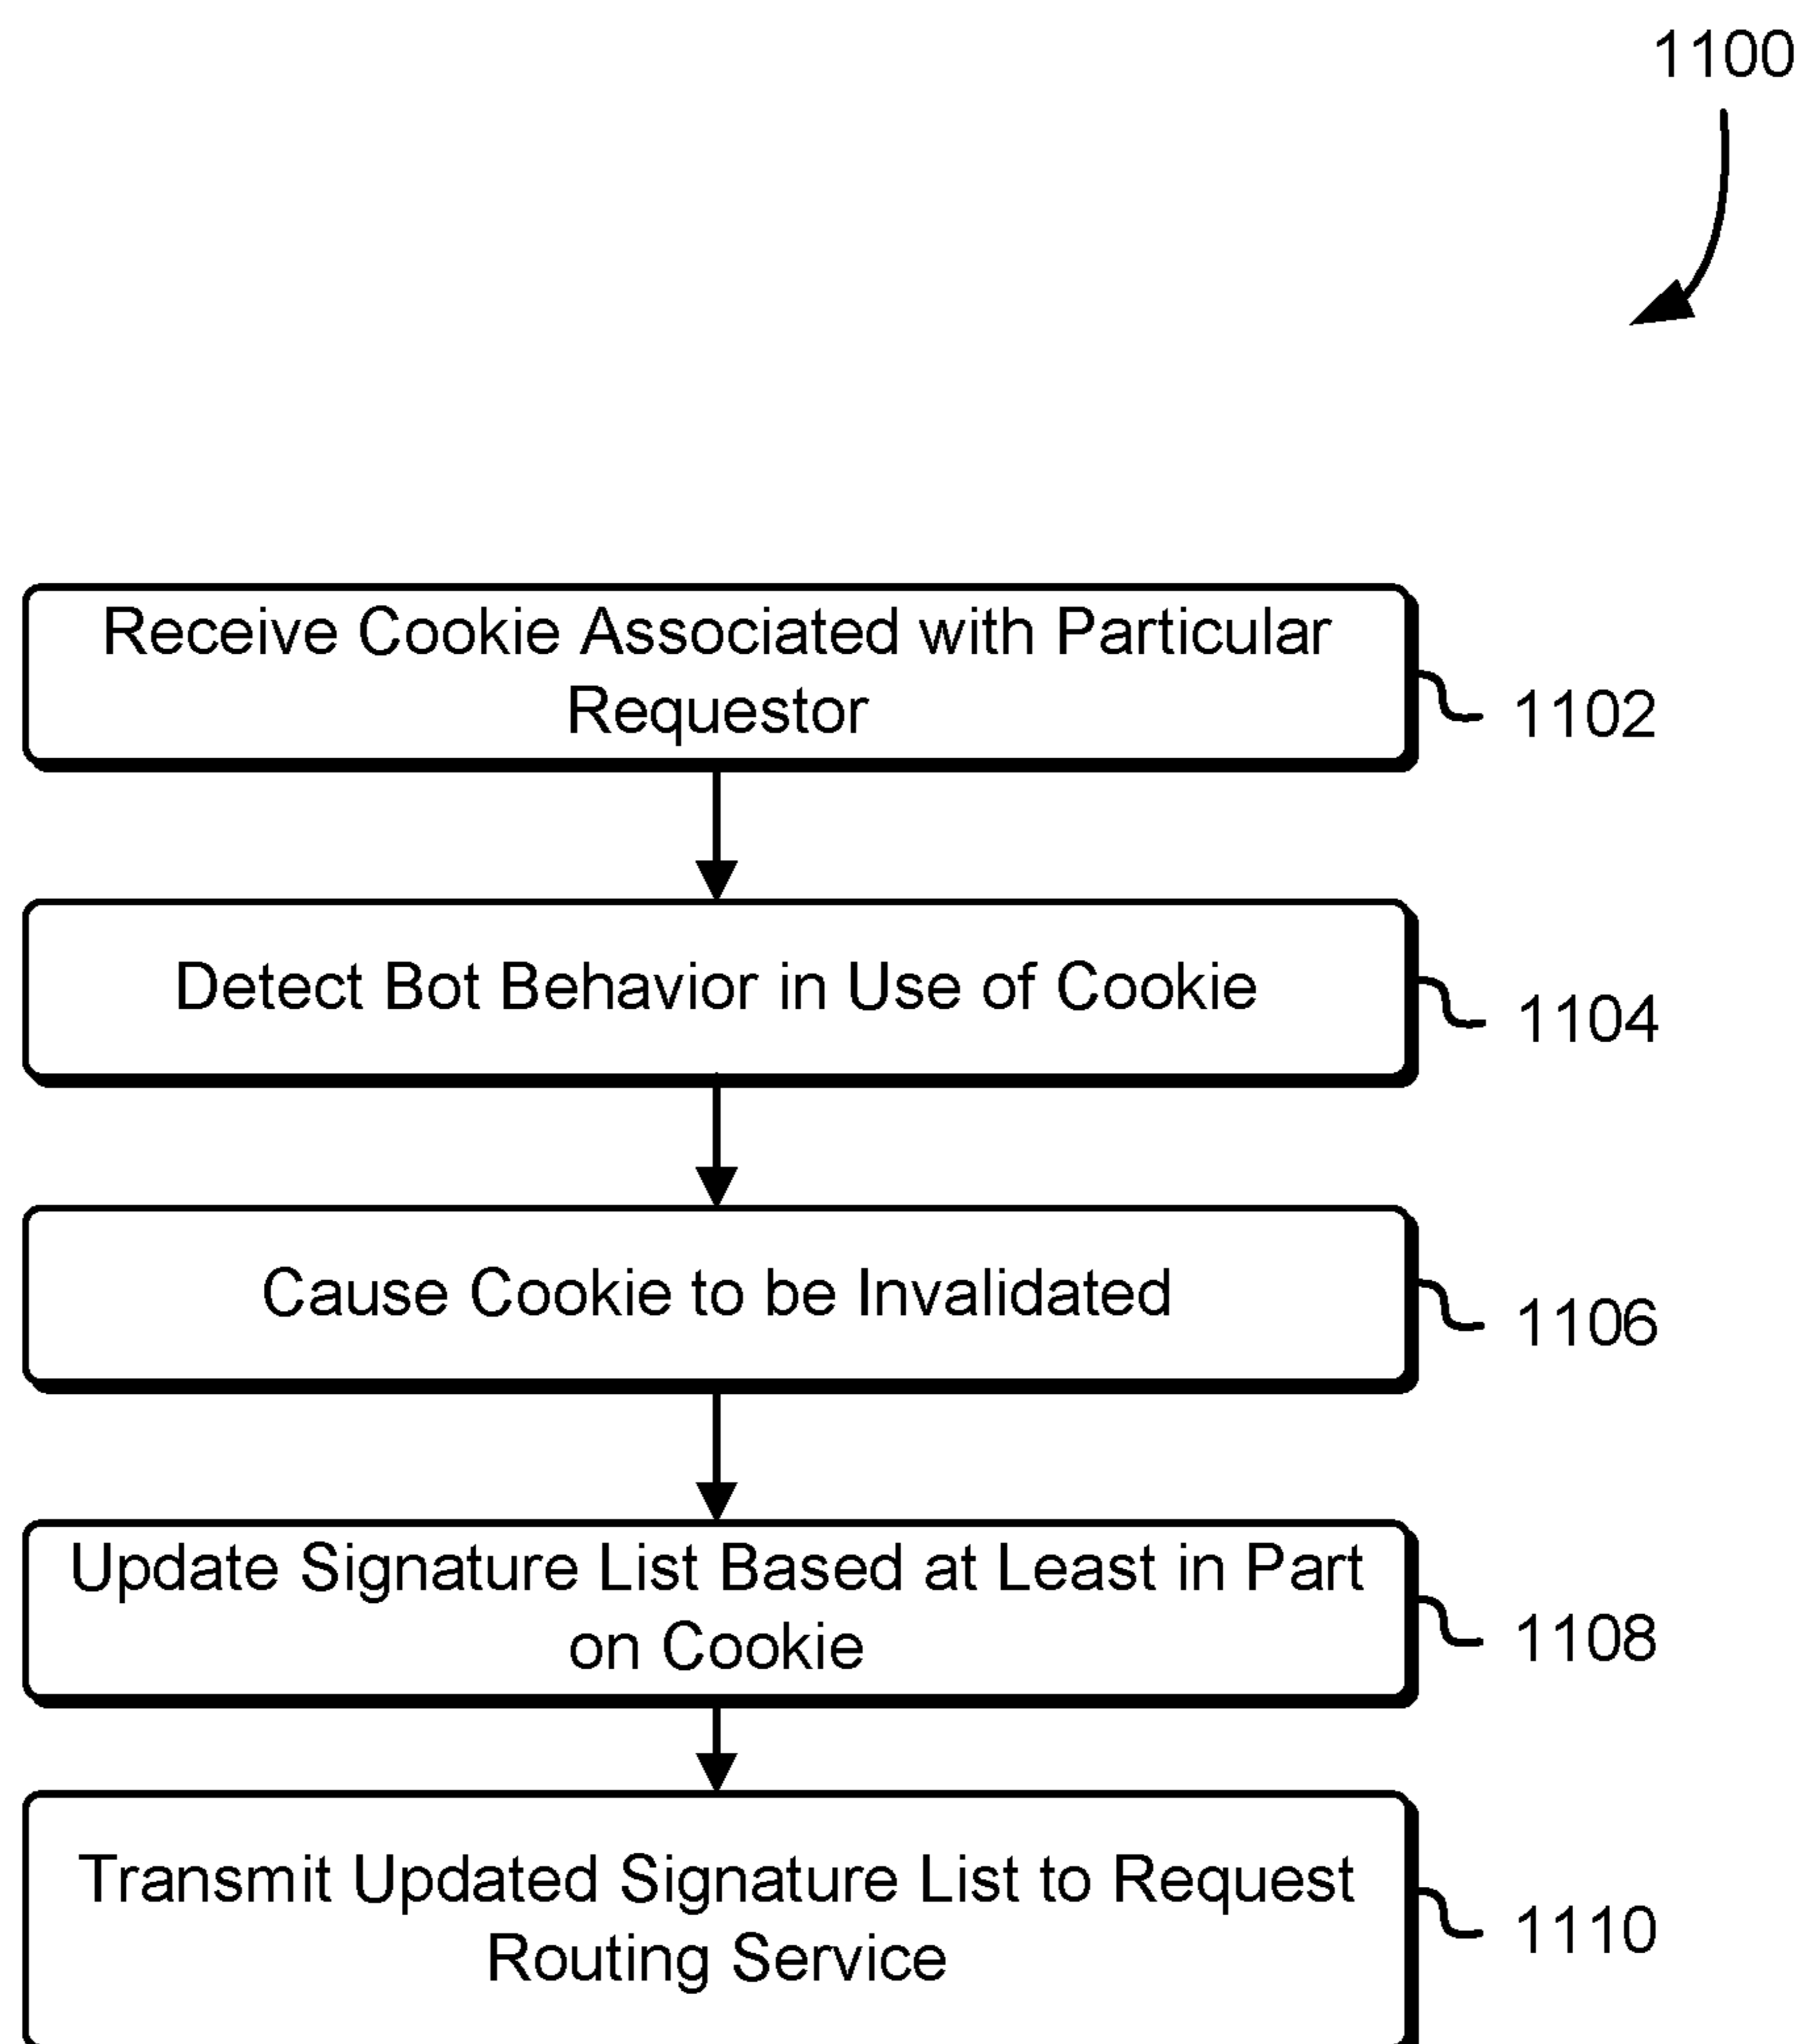 1100
Receive Cookie Associated with Particular
Requestor
1102
Detect Bot Behavior in Use of Cookie
1104
Cause Cookie to be Invalidated
1106
Update Signature List Based at Least in Part
on Cookie
1108
Transmit Updated Signature List to Request
Routing Service
1110